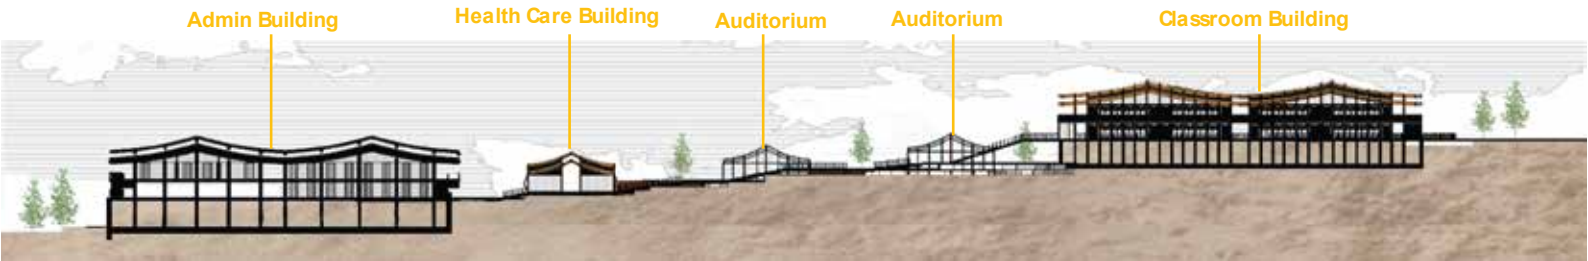 Admin Building
Health Care Building
Auditorium
Auditorium
Classroom Building